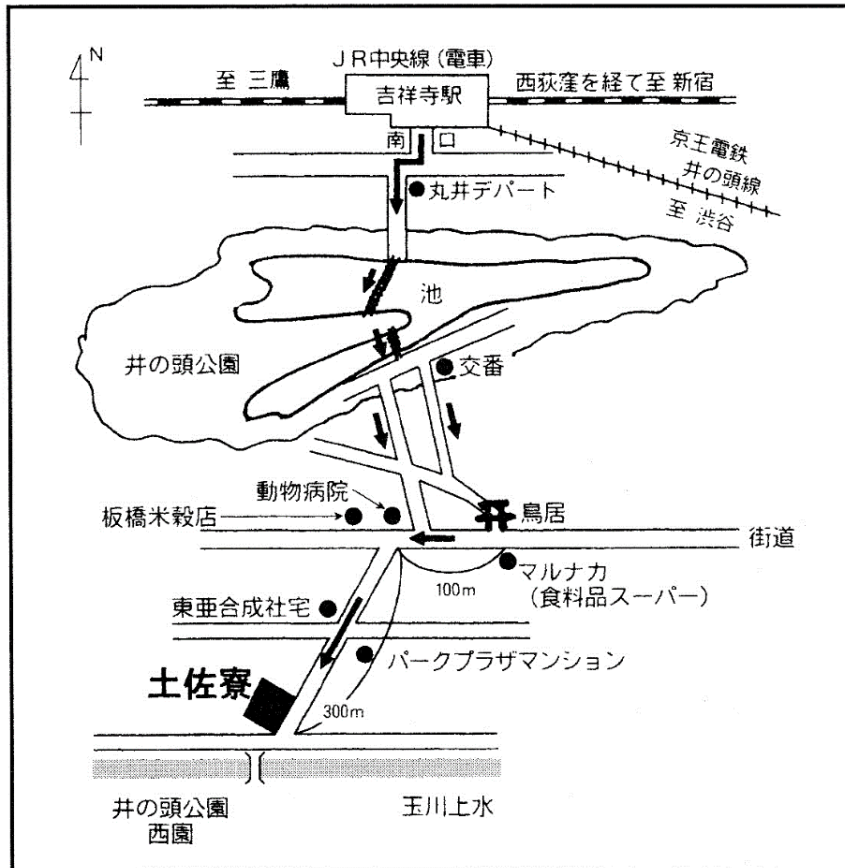 N
JR中央線(電車)
至 三鷹
吉祥寺駅
西荻窪を経て至 新宿
南口
京王電鉄
井の頭線
至 渋谷
丸井デパート
池
井の頭公園
交番
動物病院
板橋米穀店
鳥居
街道
マルナカ
(食料品スーパー)
100m
東亜合成社宅
パークプラザマンション
土佐寮
300m
井の頭公園
西園
玉川上水